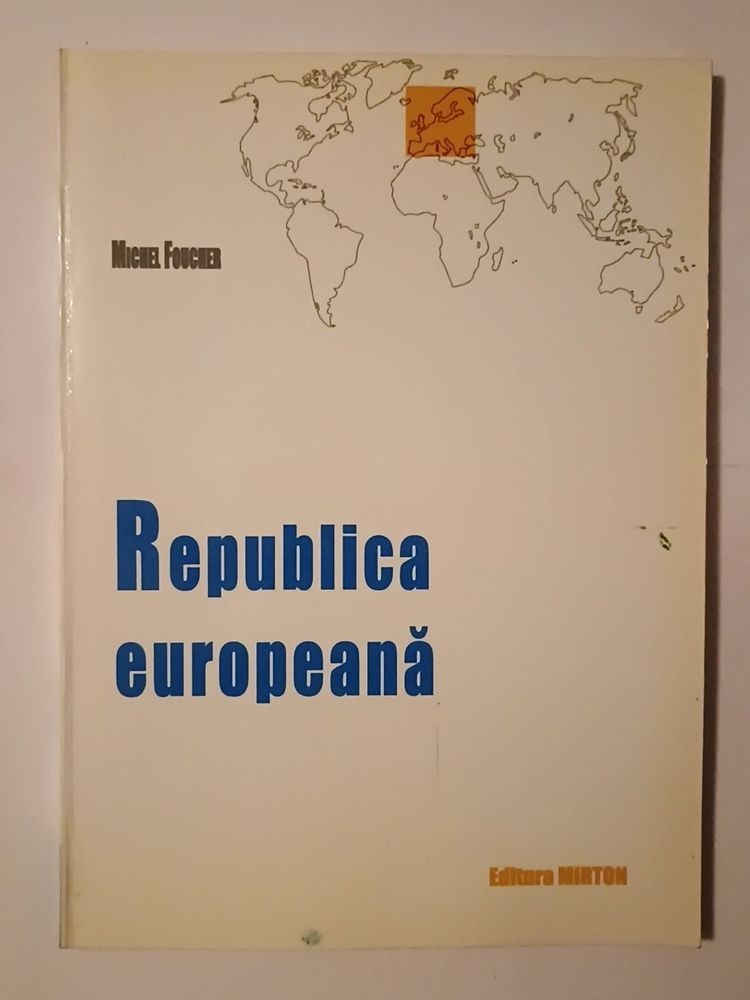 MICHEL FOUCHER
Republica
europeană
Editura MIRTON